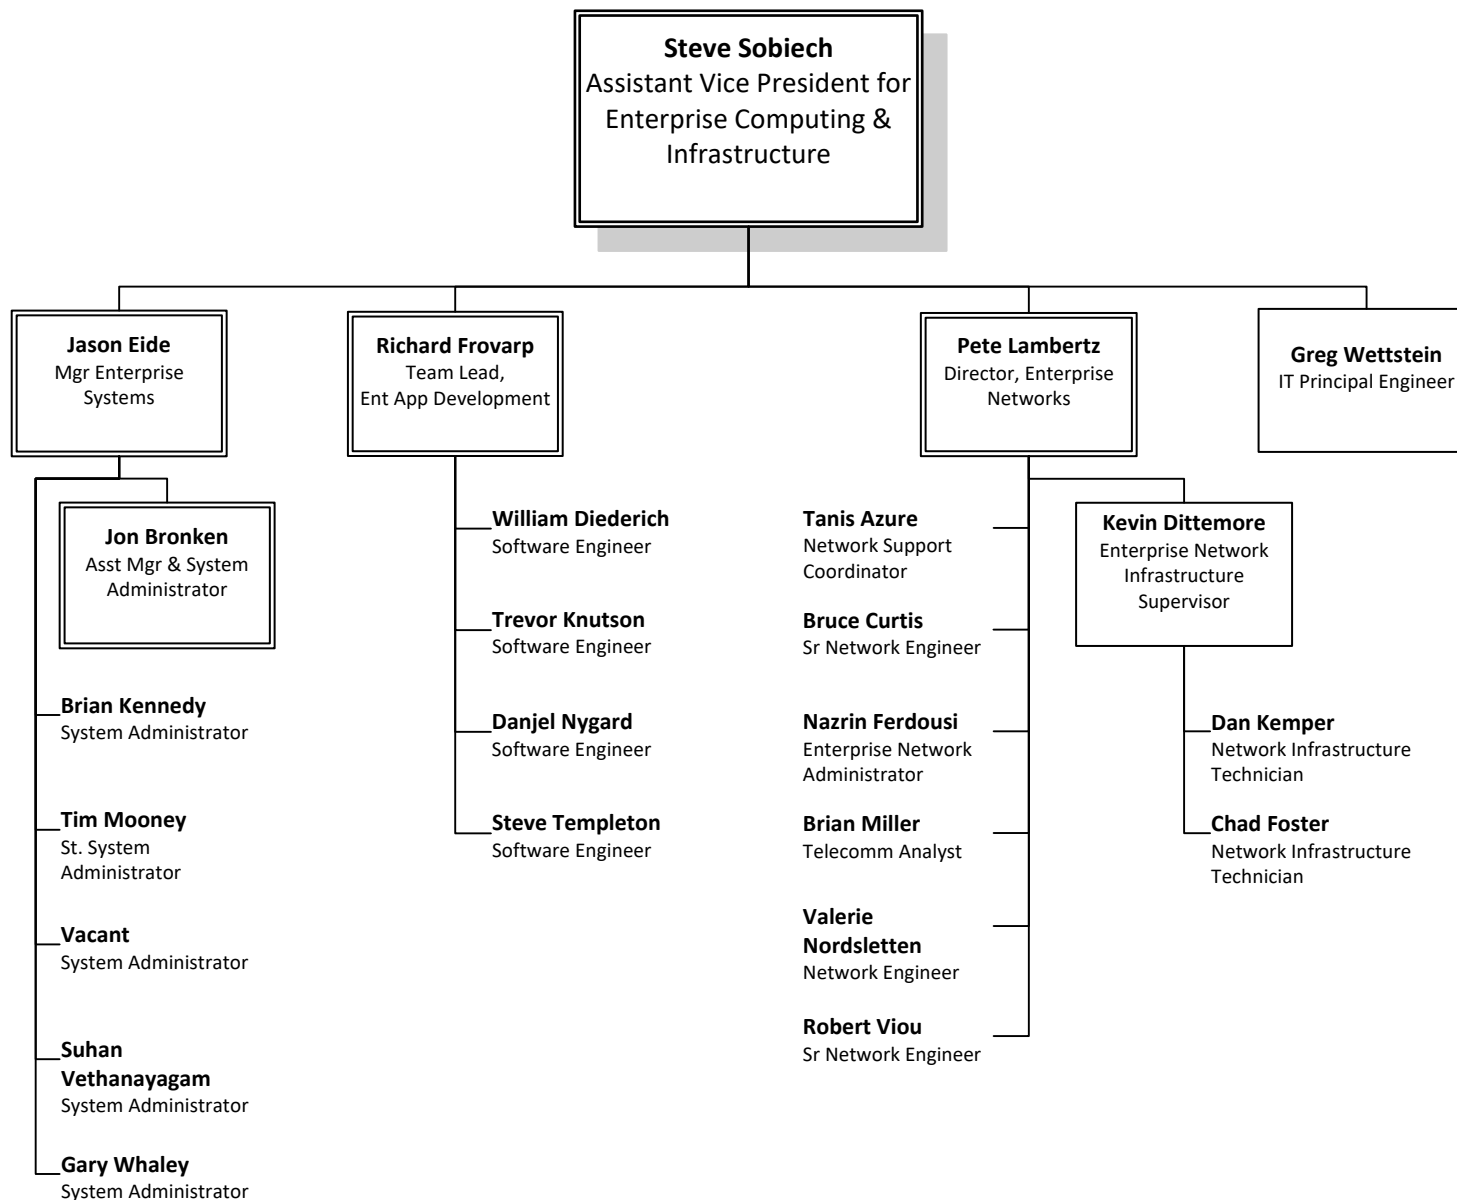 Steve Sobiech
Assistant Vice President for
Enterprise Computing &
Infrastructure
Jason Eide
Mgr Enterprise
Systems
Richard Frovarp
Team Lead,
Ent App Development
Pete Lambertz
Director, Enterprise
Networks
Greg Wettstein
IT Principal Engineer
Jon Bronken
Asst Mgr & System
Administrator
Brian Kennedy
System Administrator
Tim Mooney
St. System
Administrator
Vacant
System Administrator
Suhan
Vethanayagam
System Administrator
Gary Whaley
System Administrator
William Diederich
Software Engineer
Trevor Knutson
Software Engineer
Danjel Nygard
Software Engineer
Steve Templeton
Software Engineer
Tanis Azure
Network Support
Coordinator
Bruce Curtis
Sr Network Engineer
Nazrin Ferdousi
Enterprise Network
Administrator
Brian Miller
Telecomm Analyst
Valerie
Nordsletten
Network Engineer
Robert Viou
Sr Network Engineer
Kevin Dittemore
Enterprise Network
Infrastructure
Supervisor
Dan Kemper
Network Infrastructure
Technician
Chad Foster
Network Infrastructure
Technician